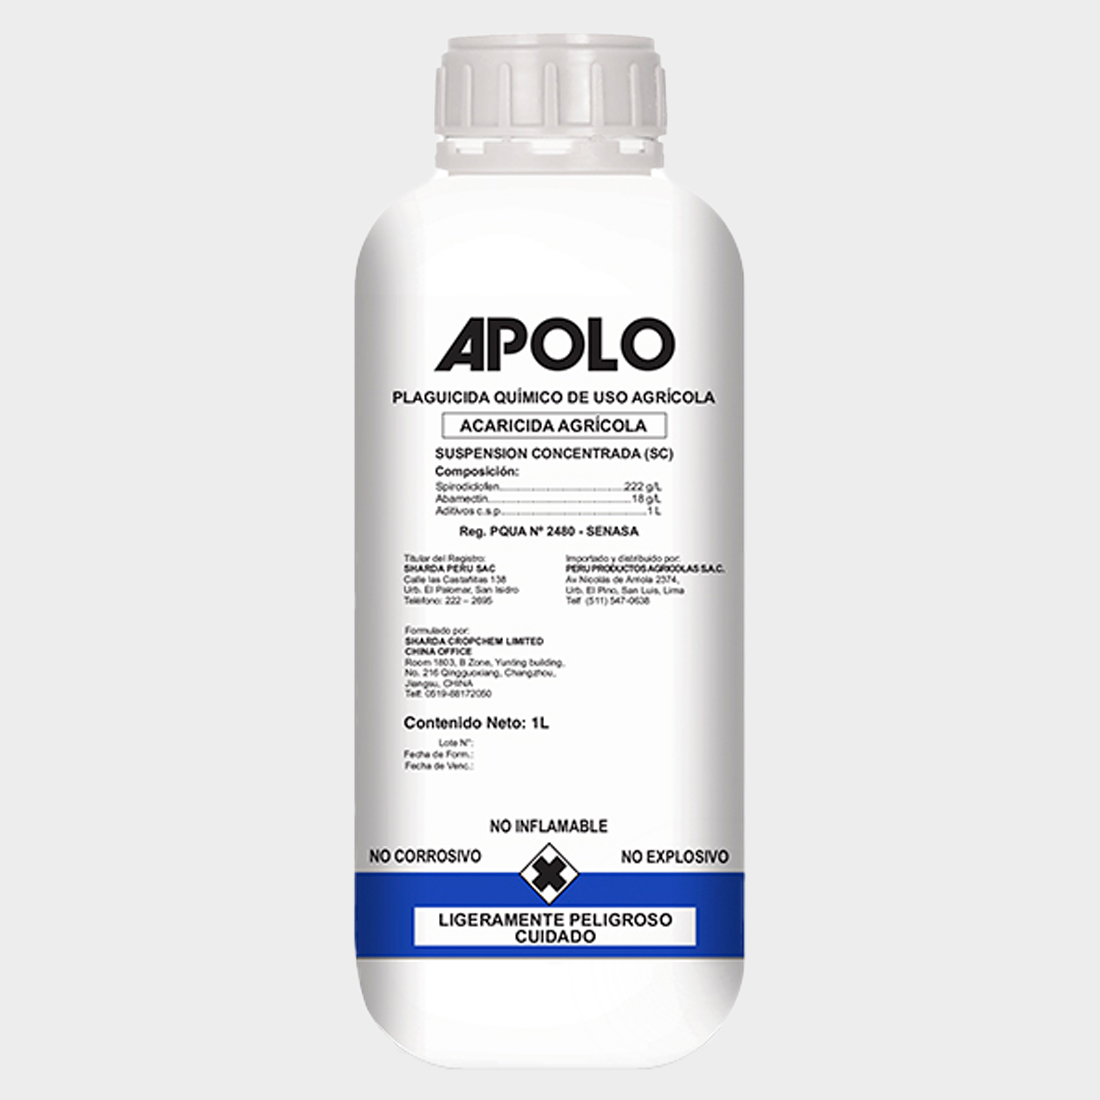 APOLO
PLAGUICIDA QUÍMICO DE USO AGRÍCOLA
ACARICIDA AGRÍCOLA
SUSPENSION CONCENTRADA (SC)
Composición:
Spirodiclofen..............................222 g/L
Abamectin..................................18 g/L
Aditivos c.s.p................................1 L
Reg. PQUA Nº 2480 - SENASA
Titular del Registro:
SHARDA PERU SAC
Calle las Castañitas 138
Urb. El Palomar, San Isidro
Teléfono: 222 – 2695
Importado y distribuido por:
PERU PRODUCTOS AGRICOLAS S.A.C.
Av Nicolás de Arriola 2374,
Urb. El Pino, San Luis, Lima
Telf (511) 547-0638
Formulado por:
SHARDA CROPCHEM LIMITED
CHINA OFFICE
Room 1803, B Zone, Yunting building,
No. 216 Qingguoxiang, Changzhou,
Jiangsu, CHINA
Telf: 0519-88172050
Contenido Neto: 1L
Lote N°:
Fecha de Form.:
Fecha de Venc.:
NO INFLAMABLE
NO CORROSIVO
NO EXPLOSIVO
LIGERAMENTE PELIGROSO
CUIDADO